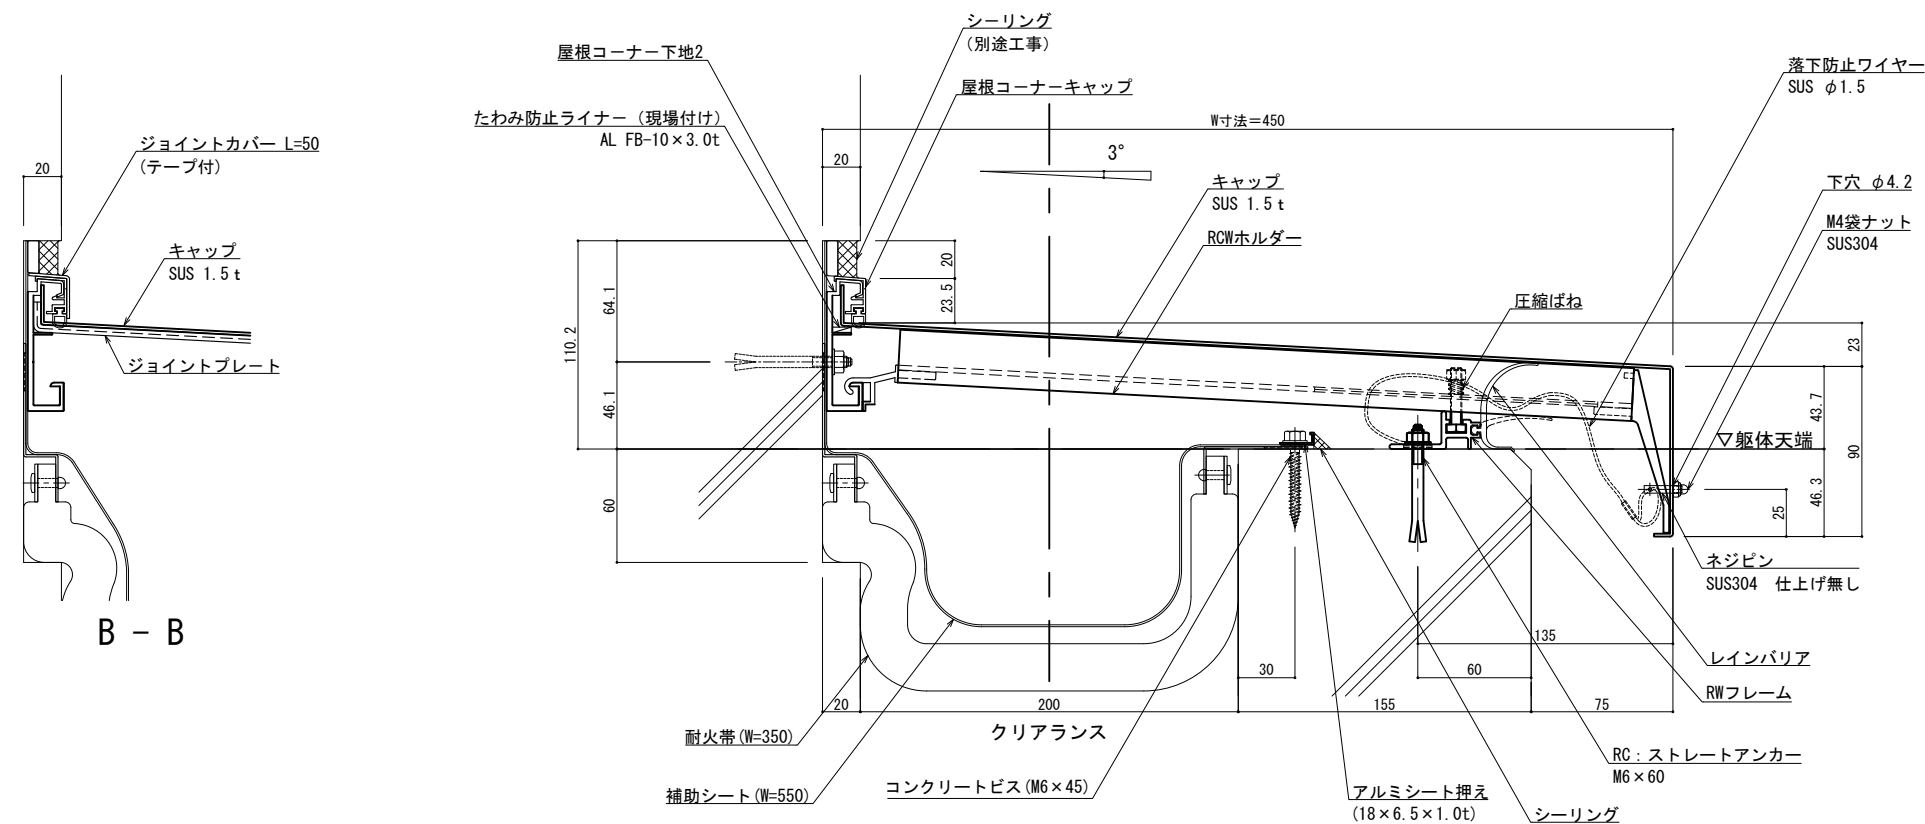 シーリング
(別途工事)
屋根コーナー下地2
屋根コーナーキャップ
たわみ防止ライナー (現場付け)
AL FB-10×3.0t
落下防止ワイヤー
SUS φ1.5
W寸法=450
ジョイントカバー L=50
(テープ付)
20
20
3°
キャップ
SUS 1.5t
下穴 φ4.2
M4袋ナット
SUS304
RCWホルダー
キャップ
SUS 1.5t
20
23.5
64.1
110.2
圧縮ばね
23
ジョイントプレート
46.1
43.7
▽躯体天端
90
60
46.3
25
ネジピン
SUS304 仕上げ無し
B - B
135
30
60
レインバリア
RWフレーム
20
200
155
75
クリアランス
耐火帯(W=350)
RC:ストレートアンカー
M6×60
補助シート(W=550)
コンクリートビス(M6×45)
アルミシート押え
(18×6.5×1.0t)
シーリング